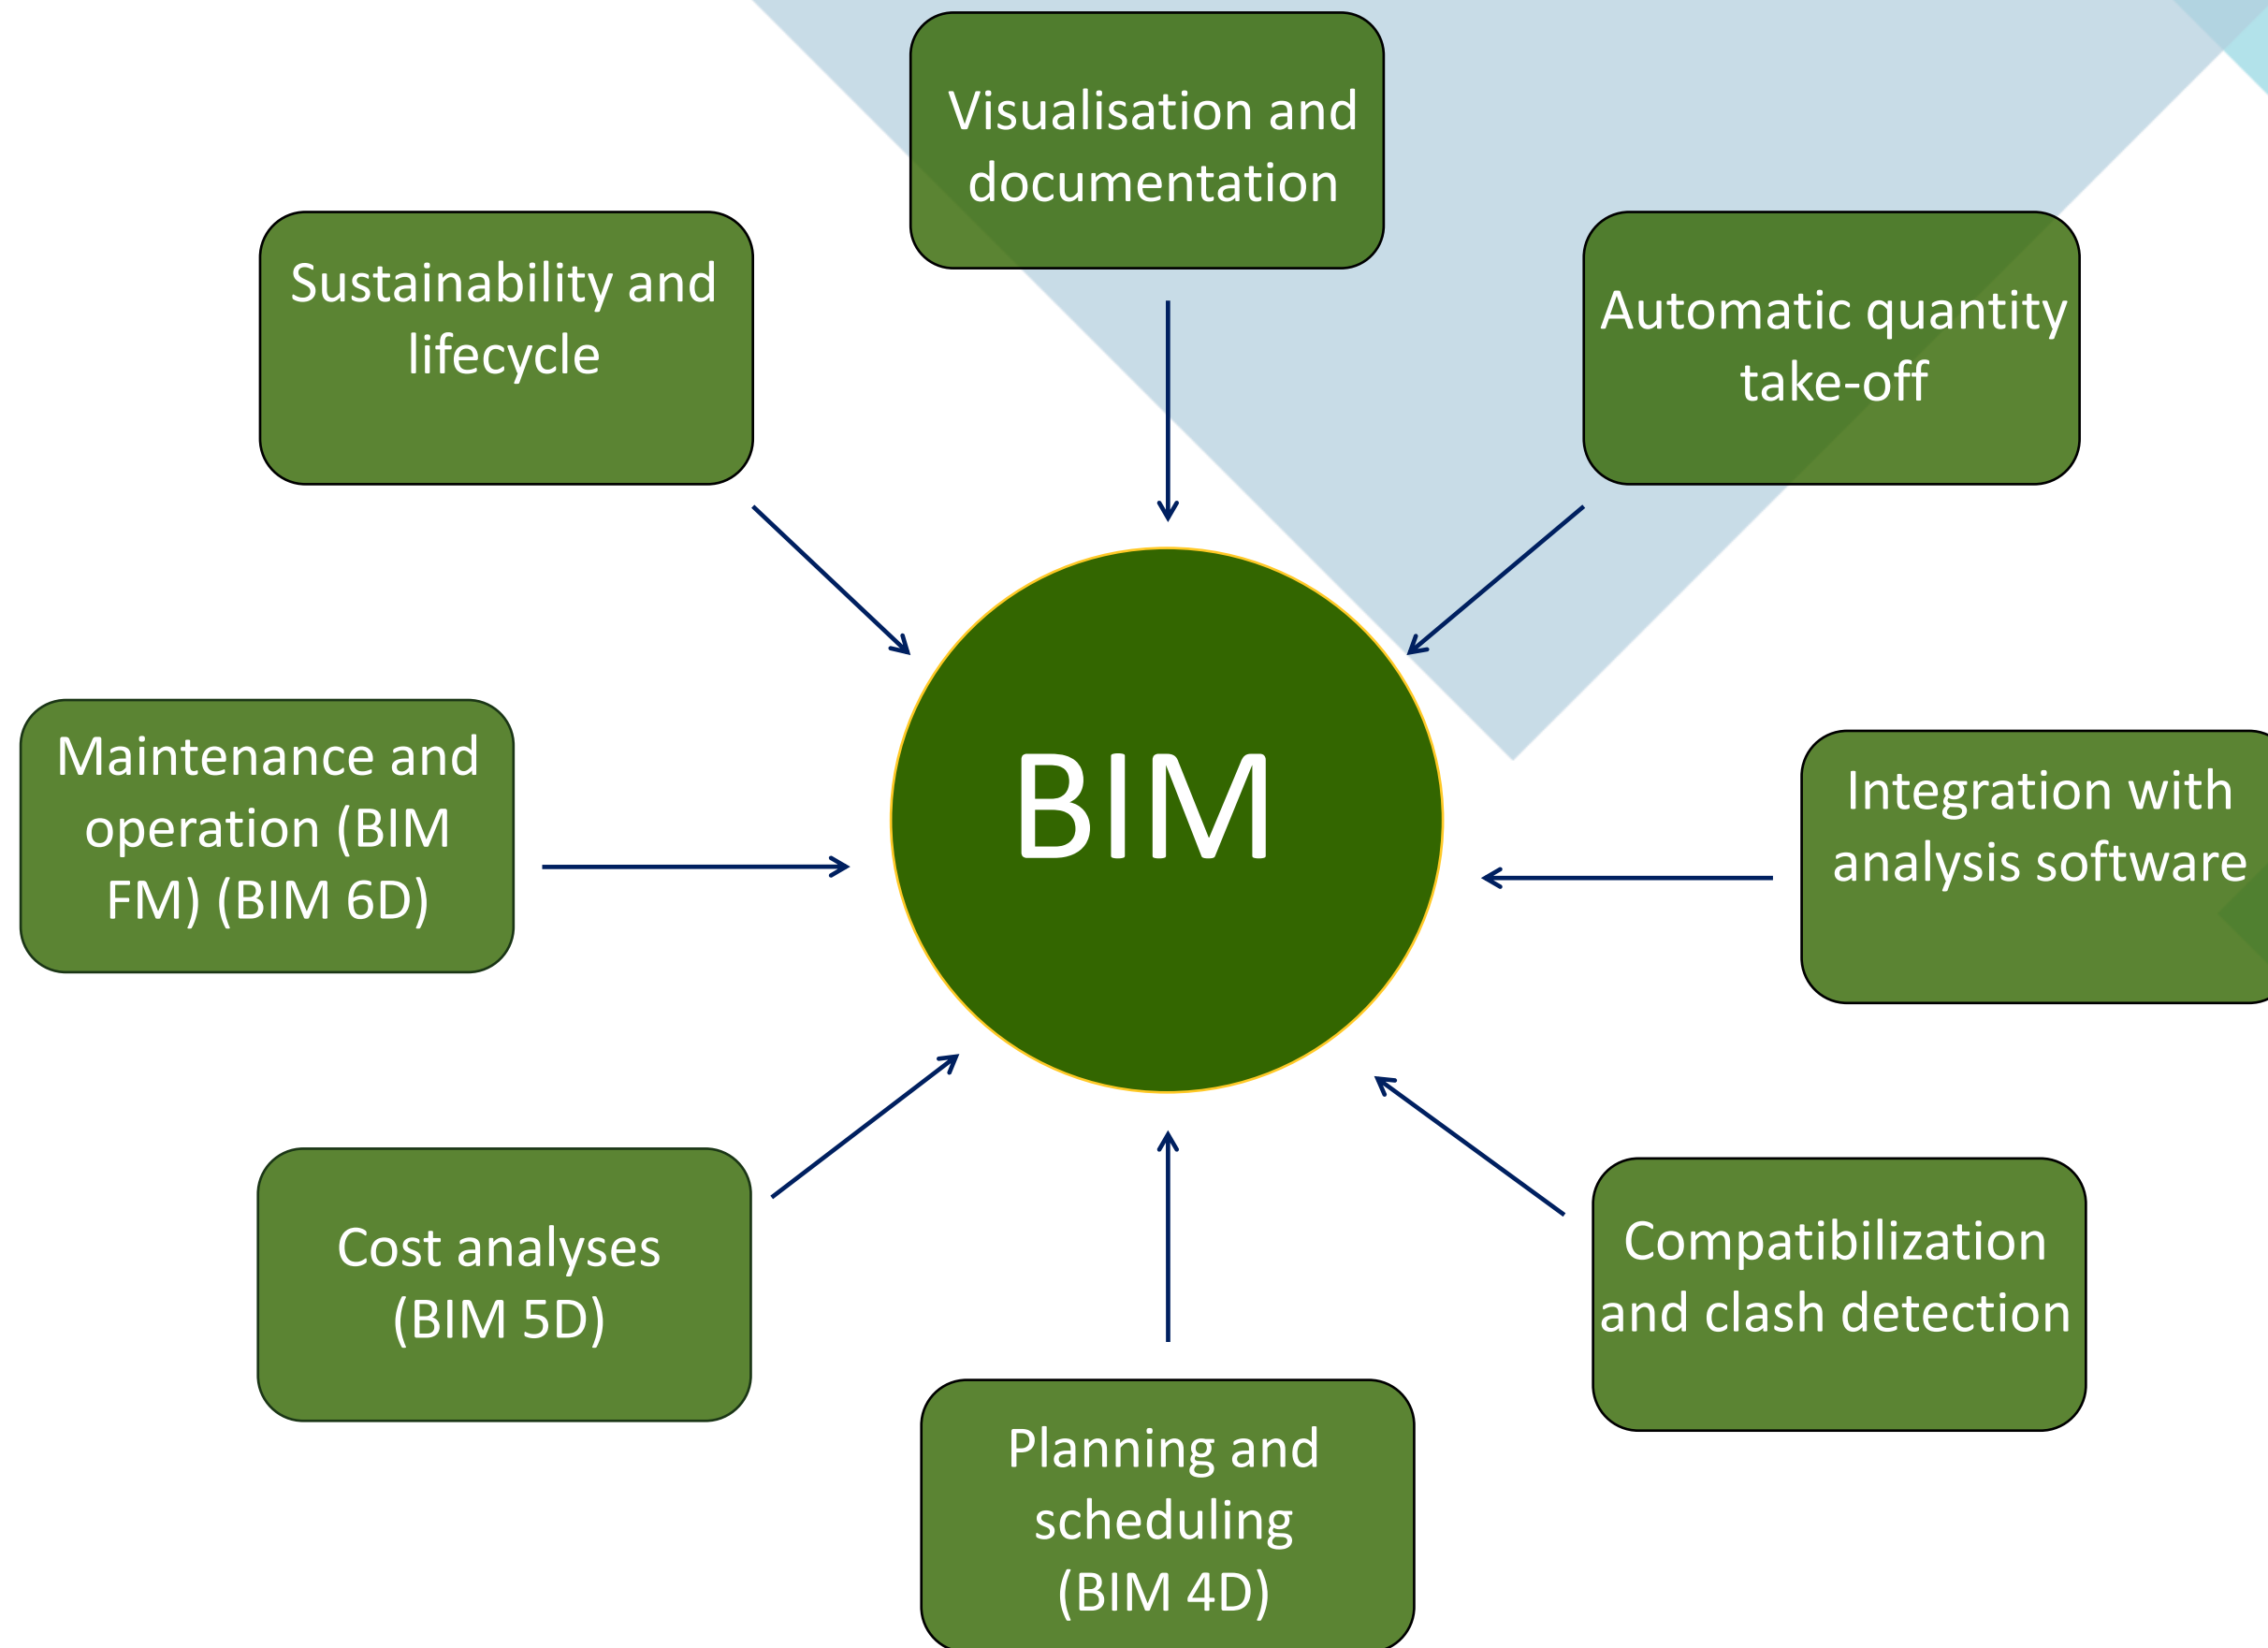 Visualisation and
documentation
Sustainability and
lifecycle
Automatic quantity
take-off
Maintenance and
operation (BIM
FM) (BIM 6D)
BIM
Integration with
analysis software
Cost analyses
(BIM 5D)
Compatibilization
and clash detection
Planning and
scheduling
(BIM 4D)